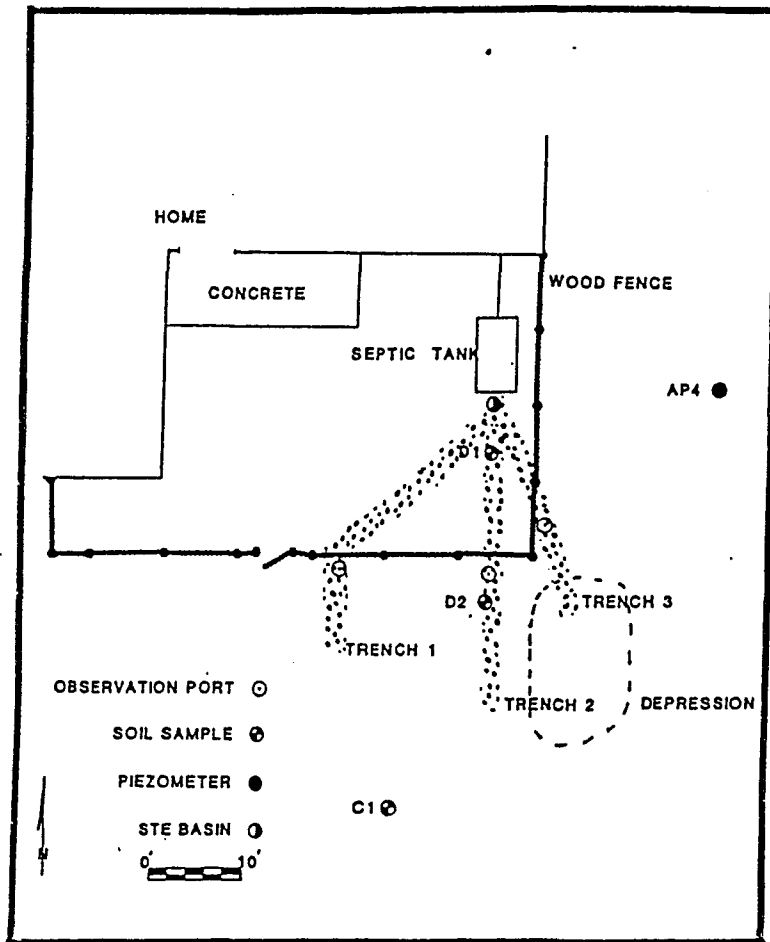 HOME
CONCRETE
WOOD FENCE
SEPTIC TANK
AP4
D1
D2
TRENCH 3
TRENCH 1
OBSERVATION PORT
TRENCH 2
DEPRESSION
SOIL SAMPLE
PIEZOMETER
C1
STE BASIN
N
0' 10'